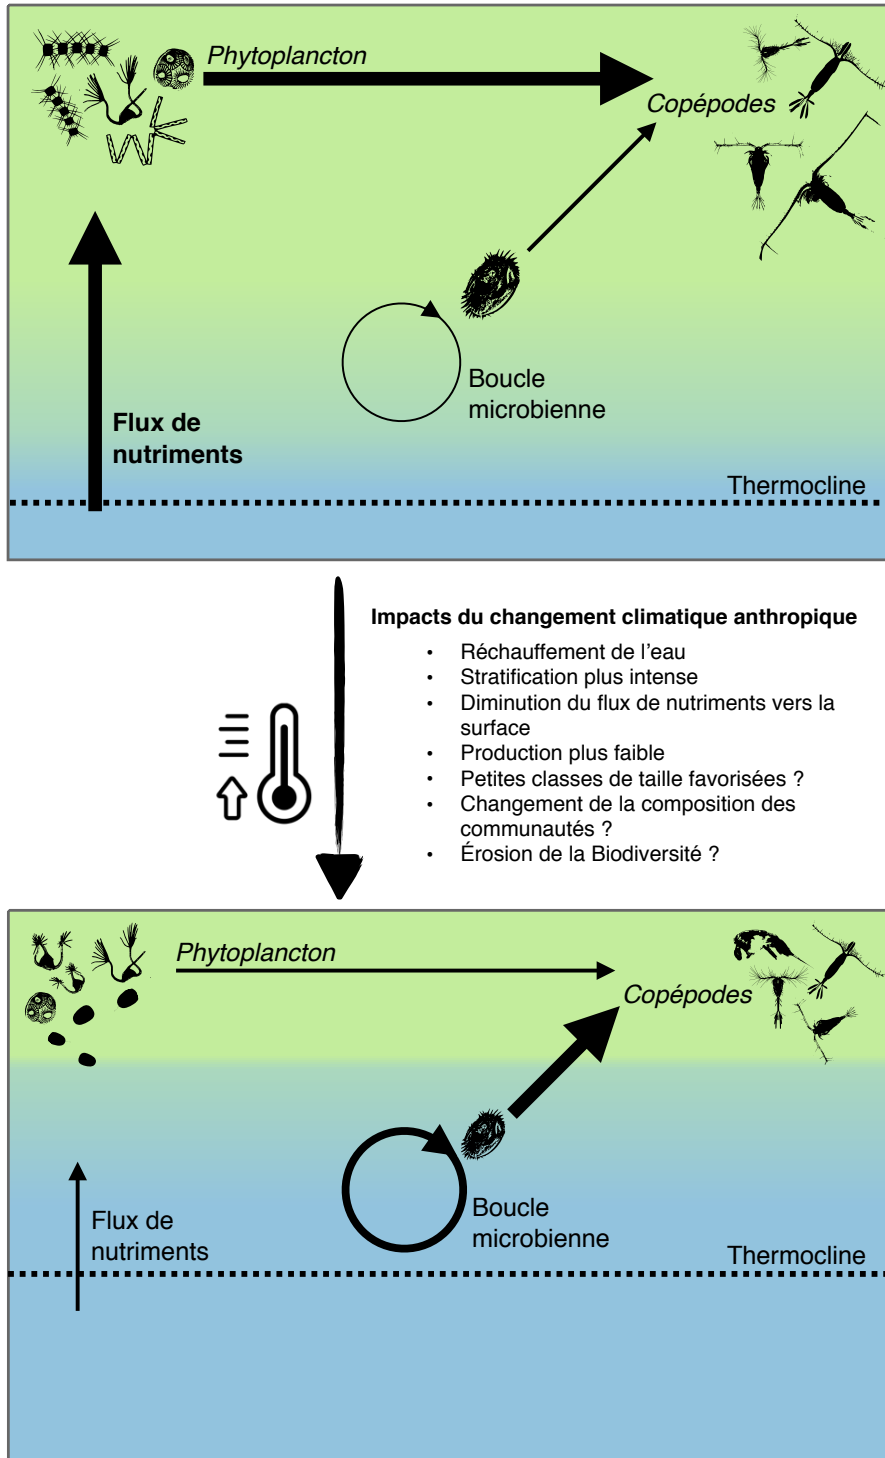 Phytoplancton
Copépodes
Boucle
microbienne
Flux de
nutriments
Thermocline
Impacts du changement climatique anthropique
• Réchauffement de l'eau
• Stratification plus intense
• Diminution du flux de nutriments vers la
surface
• Production plus faible
• Petites classes de taille favorisées ?
• Changement de la composition des
communautés ?
• Érosion de la Biodiversité ?
Phytoplancton
Copépodes
Boucle
microbienne
Flux de
nutriments
Thermocline